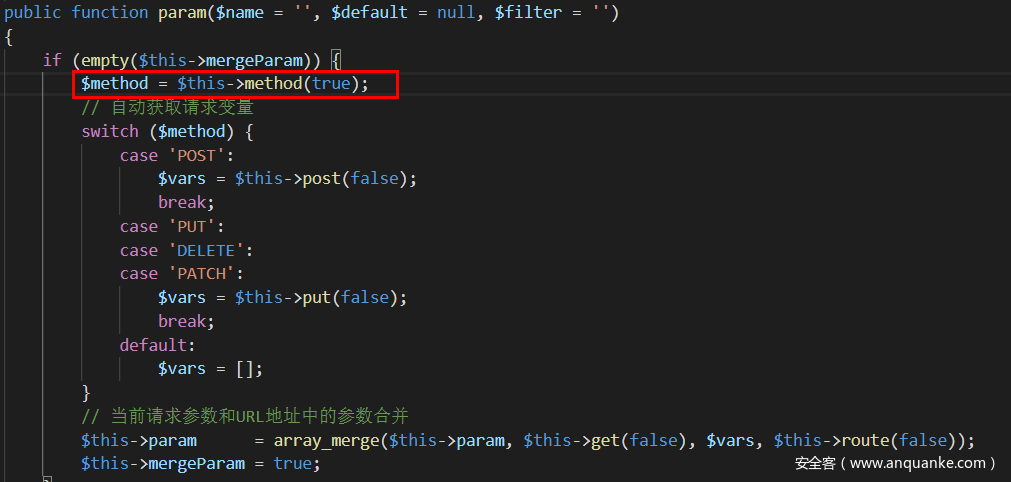 public function param($name = '', $default = null, $filter = '')
{
    if (empty($this->mergeParam)) {
        $method = $this->method(true);
        // 自动获取请求变量
        switch ($method) {
            case 'POST':
                $vars = $this->post(false);
                break;
            case 'PUT':
            case 'DELETE':
            case 'PATCH':
                $vars = $this->put(false);
                break;
            default:
                $vars = [];
        }
        // 当前请求参数和URL地址中的参数合并
        $this->param      = array_merge($this->param, $this->get(false), $vars, $this->route(false));
        $this->mergeParam = true;
安全客（www.anquanke.com）